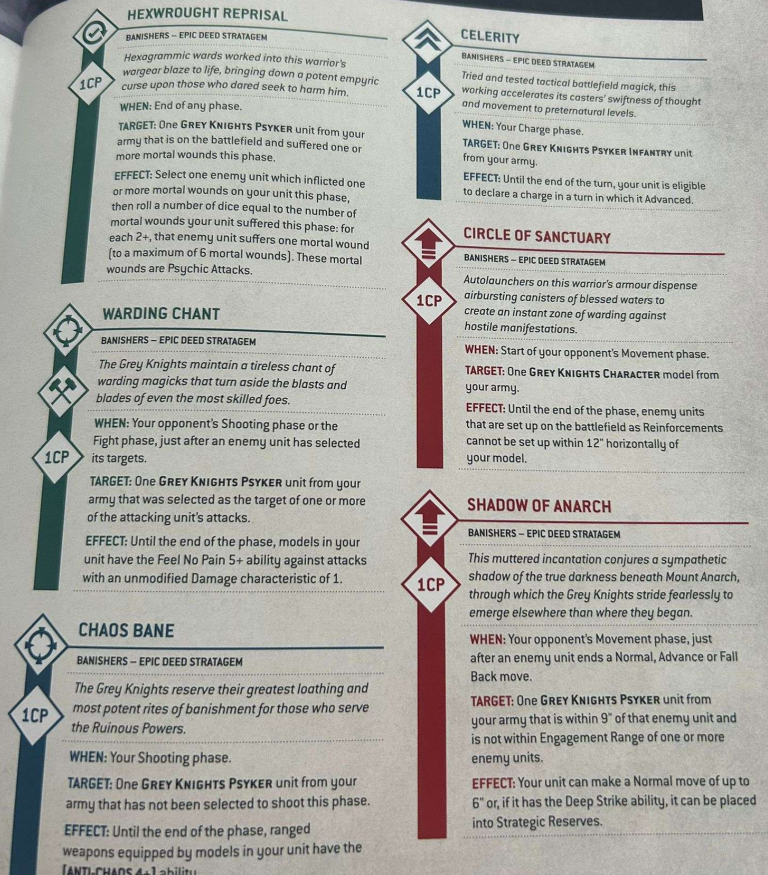 HEXWROUGHT REPRISAL
BANISHERS – EPIC DEED STRATAGEM
Hexagrammic wards worked into this warrior's
wargear blaze to life, bringing down a potent empyric
curse upon those who dared seek to harm him.
1CP
WHEN: End of any phase.
TARGET: One GREY KNIGHTS PSYKER unit from your
army that is on the battlefield and suffered one or
more mortal wounds this phase.
EFFECT: Select one enemy unit which inflicted one
or more mortal wounds on your unit this phase,
then roll a number of dice equal to the number of
mortal wounds your unit suffered this phase: for
each 2+, that enemy unit suffers one mortal wound
(to a maximum of 6 mortal wounds). These mortal
wounds are Psychic Attacks.
WARDING CHANT
BANISHERS – EPIC DEED STRATAGEM
The Grey Knights maintain a tireless chant of
warding magicks that turn aside the blasts and
blades of even the most skilled foes.
1CP
WHEN: Your opponent's Shooting phase or the
Fight phase, just after an enemy unit has selected
its targets.
TARGET: One GREY KNIGHTS PSYKER unit from your
army that was selected as the target of one or more
of the attacking unit's attacks.
EFFECT: Until the end of the phase, models in your
unit have the Feel No Pain 5+ ability against attacks
with an unmodified Damage characteristic of 1.
CHAOS BANE
BANISHERS – EPIC DEED STRATAGEM
The Grey Knights reserve their greatest loathing and
most potent rites of banishment for those who serve
the Ruinous Powers.
1CP
WHEN: Your Shooting phase.
TARGET: One GREY KNIGHTS PSYKER unit from your
army that has not been selected to shoot this phase.
EFFECT: Until the end of the phase, ranged
weapons equipped by models in your unit have the
[ANTI-CHAOS 4+] ability.
CELERITY
BANISHERS – EPIC DEED STRATAGEM
Tried and tested tactical battlefield magick, this
working accelerates its casters' swiftness of thought
and movement to preternatural levels.
1CP
WHEN: Your Charge phase.
TARGET: One GREY KNIGHTS PSYKER INFANTRY unit
from your army.
EFFECT: Until the end of the turn, your unit is eligible
to declare a charge in a turn in which it Advanced.
CIRCLE OF SANCTUARY
BANISHERS – EPIC DEED STRATAGEM
Autolaunchers on this warrior's armour dispense
airbursting canisters of blessed waters to
create an instant zone of warding against
hostile manifestations.
1CP
WHEN: Start of your opponent's Movement phase.
TARGET: One GREY KNIGHTS CHARACTER model from
your army.
EFFECT: Until the end of the phase, enemy units
that are set up on the battlefield as Reinforcements
cannot be set up within 12" horizontally of
your model.
SHADOW OF ANARCH
BANISHERS – EPIC DEED STRATAGEM
This muttered incantation conjures a sympathetic
shadow of the true darkness beneath Mount Anarch,
through which the Grey Knights stride fearlessly to
emerge elsewhere than where they began.
1CP
WHEN: Your opponent's Movement phase, just
after an enemy unit ends a Normal, Advance or Fall
Back move.
TARGET: One GREY KNIGHTS PSYKER unit from
your army that is within 9" of that enemy unit and
is not within Engagement Range of one or more
enemy units.
EFFECT: Your unit can make a Normal move of up to
6" or, if it has the Deep Strike ability, it can be placed
into Strategic Reserves.